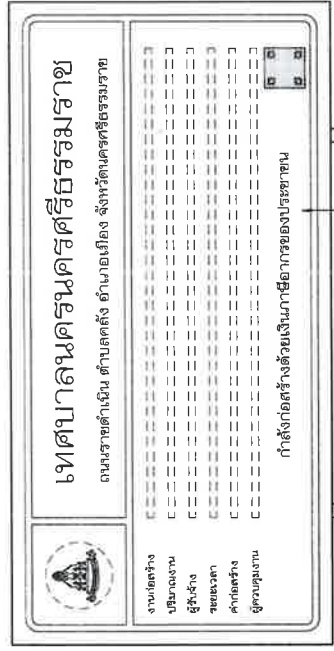 เทศบาลนครนครศรีธรรมราช
ถนนราชดำเนิน ตำบลคลัง อำเภอเมือง จังหวัดนครศรีธรรมราช
งานก่อสร้าง
ปริมาณงาน
ผู้รับจ้าง
ระยะเวลา
ค่าก่อสร้าง
ผู้ควบคุมงาน
กำลังก่อสร้างด้วยเงินภาษีอากรของประชาชน